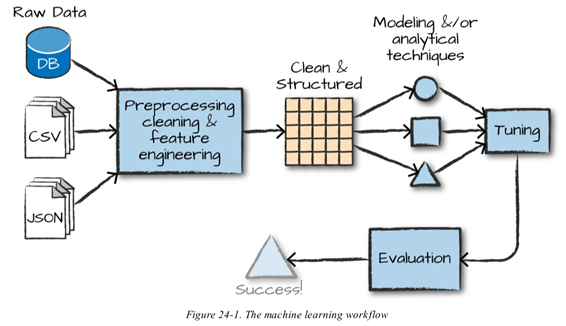 Raw Data
DB
CSV
JSON
Preprocessing
cleaning &
feature
engineering
Clean &
Structured
Modeling &/or
analytical
techniques
Tuning
Evaluation
Success!
Figure 24-1. The machine learning workflow